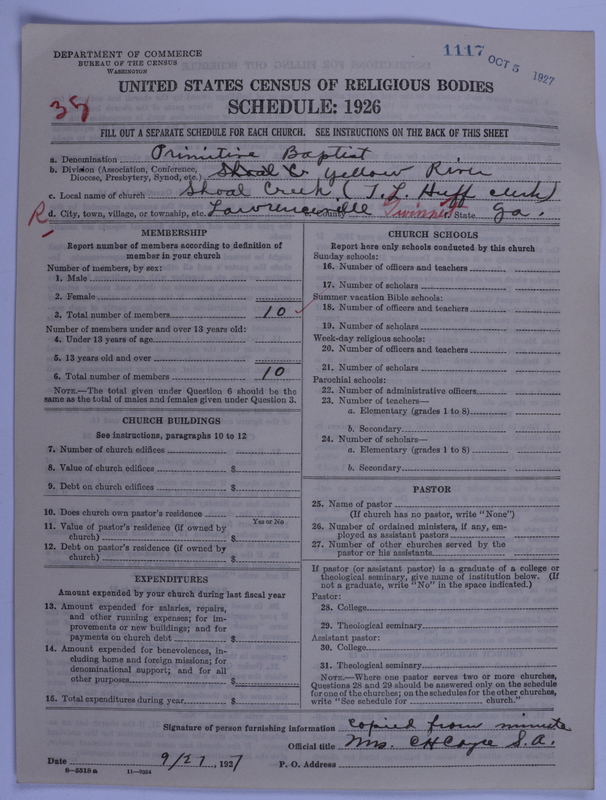 DEPARTMENT OF COMMERCE
BUREAU OF THE CENSUS
WASHINGTON
1117 OCT 5 1927
UNITED STATES CENSUS OF RELIGIOUS BODIES
38
SCHEDULE: 1926
FILL OUT A SEPARATE SCHEDULE FOR EACH CHURCH. SEE INSTRUCTIONS ON THE BACK OF THIS SHEET
a. Denomination Primitive Baptist
b. Division (Association, Conference, Diocese, Presbytery, Synod, etc.) Shoal C. Yellow River
c. Local name of church Shoal Creek (T. L. Huff clerk)
R d. City, town, village, or township, etc. Lawrenceville County Gwinnett State Ga.
MEMBERSHIP
Report number of members according to definition of
member in your church
Number of members, by sex:
1. Male
2. Female
3. Total number of members 10
Number of members under and over 13 years old:
4. Under 13 years of age
5. 13 years old and over
6. Total number of members 10
NOTE.—The total given under Question 6 should be the
same as the total of males and females given under Question 3.
CHURCH BUILDINGS
See instructions, paragraphs 10 to 12
7. Number of church edifices
8. Value of church edifices $
9. Debt on church edifices $
10. Does church own pastor's residence
Yes or No
11. Value of pastor's residence (if owned by
church) $
12. Debt on pastor's residence (if owned by
church) $
EXPENDITURES
Amount expended by your church during last fiscal year
13. Amount expended for salaries, repairs,
and other running expenses; for im-
provements or new buildings; and for
payments on church debt $
14. Amount expended for benevolences, in-
cluding home and foreign missions; for
denominational support; and for all
other purposes $
15. Total expenditures during year $
CHURCH SCHOOLS
Report here only schools conducted by this church
Sunday schools:
16. Number of officers and teachers
17. Number of scholars
Summer vacation Bible schools:
18. Number of officers and teachers
19. Number of scholars
Week-day religious schools:
20. Number of officers and teachers
21. Number of scholars
Parochial schools:
22. Number of administrative officers
23. Number of teachers—
a. Elementary (grades 1 to 8)
b. Secondary
24. Number of scholars—
a. Elementary (grades 1 to 8)
b. Secondary
PASTOR
25. Name of pastor
(If church has no pastor, write "None")
26. Number of ordained ministers, if any, em-
ployed as assistant pastors
27. Number of other churches served by the
pastor or his assistants
If pastor (or assistant pastor) is a graduate of a college or
theological seminary, give name of institution below. (If
not a graduate, write "No" in the space indicated.)
Pastor:
28. College
29. Theological seminary
Assistant pastor:
30. College
31. Theological seminary
NOTE.—Where one pastor serves two or more churches,
Questions 28 and 29 should be answered only on the schedule
for one of the churches; on the schedules for the other churches,
write "See schedule for church."
Signature of person furnishing information copied from minute
Official title Mrs. C H Cayce S. A.
Date 9/27, 1927 P. O. Address
8—5518 a 11—9354